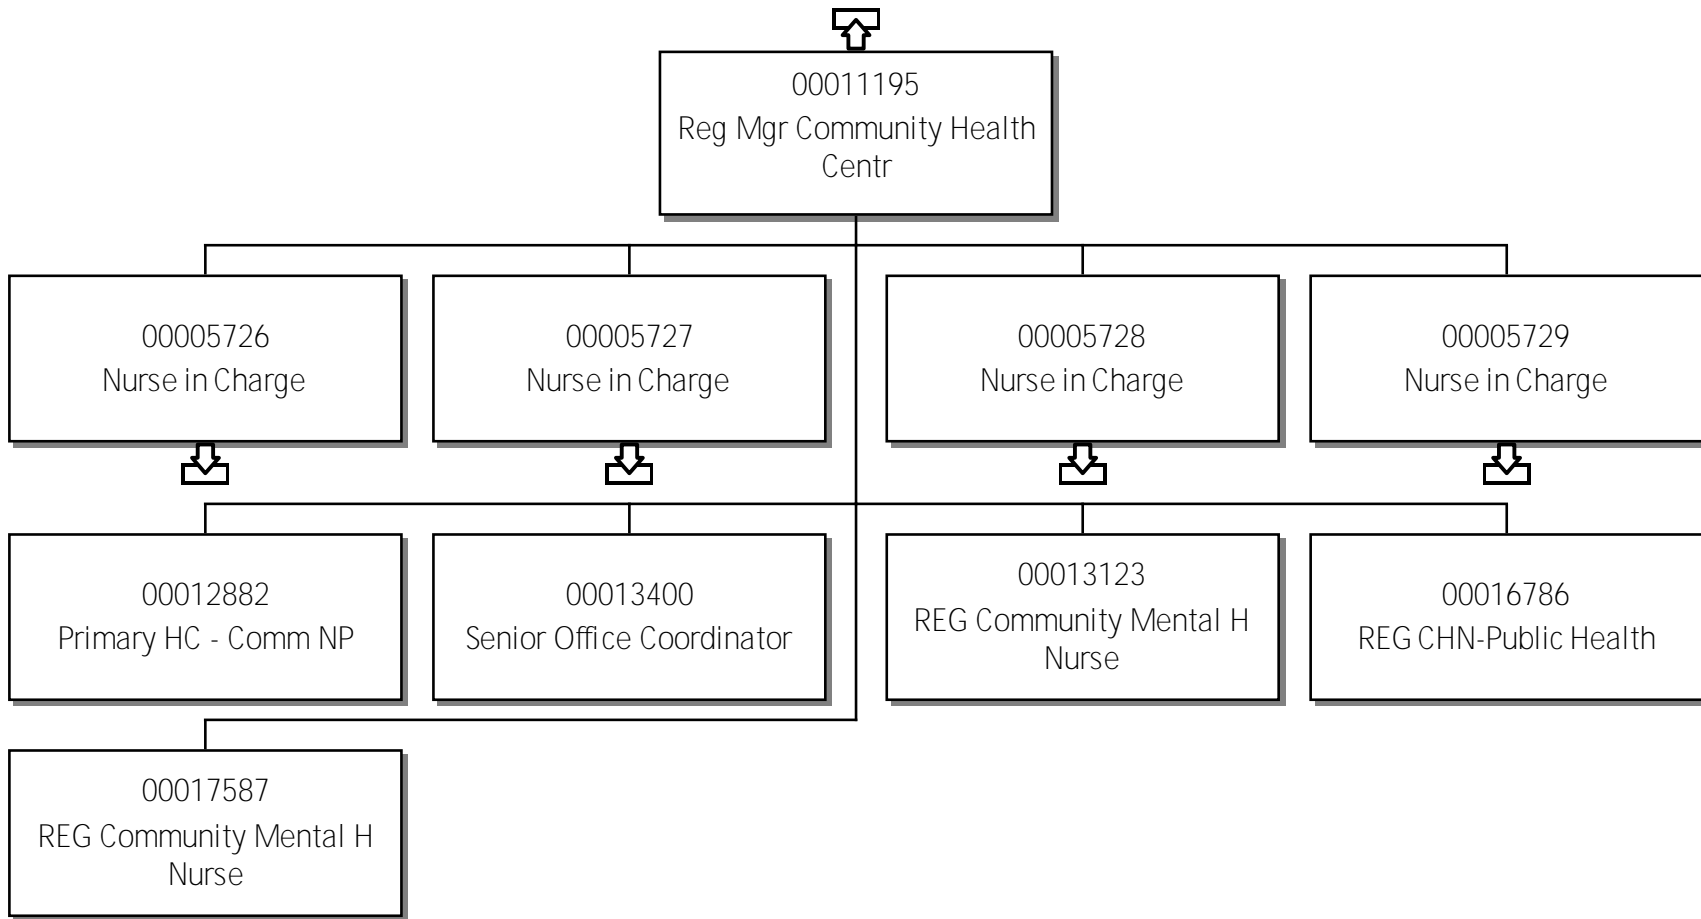 00011195
Reg Mgr Community Health
Centr
00005726
Nurse in Charge
00005727
Nurse in Charge
00005728
Nurse in Charge
00005729
Nurse in Charge
00012882
Primary HC - Comm NP
00013400
Senior Office Coordinator
00013123
REG Community Mental H
Nurse
00016786
REG CHN-Public Health
00017587
REG Community Mental H
Nurse